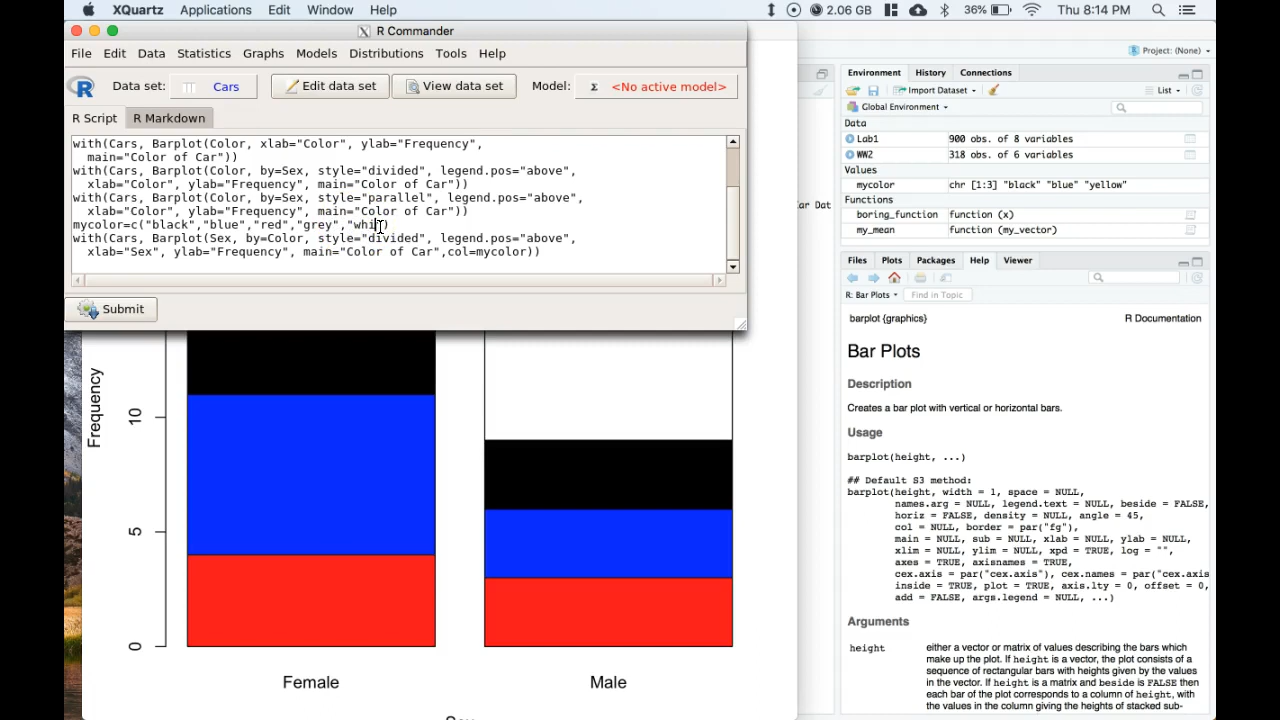 XQuartz Applications Edit Window Help 2.06 GB 36% Thu 8:14 PM
R Commander
File Edit Data Statistics Graphs Models Distributions Tools Help
R Data set: Cars Edit data set View data set Model: Σ <No active model>
R Script R Markdown
with(Cars, Barplot(Color, xlab="Color", ylab="Frequency",
main="Color of Car"))
with(Cars, Barplot(Color, by=Sex, style="divided", legend.pos="above",
xlab="Color", ylab="Frequency", main="Color of Car"))
with(Cars, Barplot(Color, by=Sex, style="parallel", legend.pos="above",
xlab="Color", ylab="Frequency", main="Color of Car"))
mycolor=c("black","blue","red","grey","whi
with(Cars, Barplot(Sex, by=Color, style="divided", legend.pos="above",
xlab="Sex", ylab="Frequency", main="Color of Car",col=mycolor))
Submit
Frequency
10
5
0
Female Male
Project: (None)
Environment History Connections
Import Dataset List
Global Environment
Data
Lab1 900 obs. of 8 variables
WW2 318 obs. of 6 variables
Values
mycolor chr [1:3] "black" "blue" "yellow"
Functions
boring_function function (x)
my_mean function (my_vector)
Files Plots Packages Help Viewer
R: Bar Plots Find in Topic
barplot {graphics} R Documentation
Bar Plots
Description
Creates a bar plot with vertical or horizontal bars.
Usage
barplot(height, ...)
## Default S3 method:
barplot(height, width = 1, space = NULL,
names.arg = NULL, legend.text = NULL, beside = FALSE,
horiz = FALSE, density = NULL, angle = 45,
col = NULL, border = par("fg"),
main = NULL, sub = NULL, xlab = NULL, ylab = NULL,
xlim = NULL, ylim = NULL, xpd = TRUE, log = "",
axes = TRUE, axisnames = TRUE,
cex.axis = par("cex.axis"), cex.names = par("cex.axis
inside = TRUE, plot = TRUE, axis.lty = 0, offset = 0,
add = FALSE, args.legend = NULL, ...)
Arguments
height either a vector or matrix of values describing the bars which
make up the plot. If height is a vector, the plot consists of a
sequence of rectangular bars with heights given by the values
in the vector. If height is a matrix and beside is FALSE then
each bar of the plot corresponds to a column of height, with
the values in the column giving the heights of stacked sub-